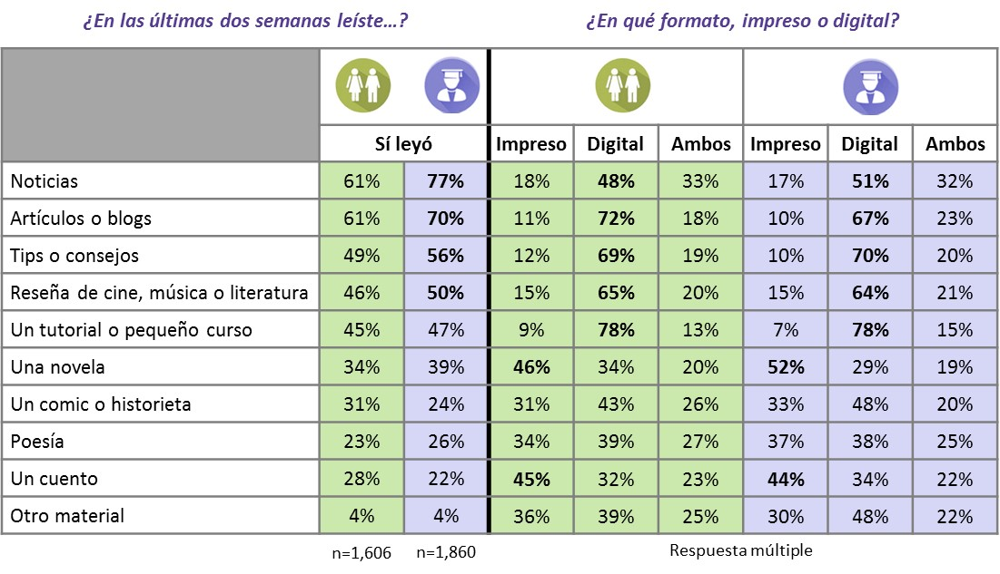 ¿En las últimas dos semanas leíste…? ¿En qué formato, impreso o digital?
Sí leyó Impreso Digital Ambos Impreso Digital Ambos
Noticias 61% 77% 18% 48% 33% 17% 51% 32%
Artículos o blogs 61% 70% 11% 72% 18% 10% 67% 23%
Tips o consejos 49% 56% 12% 69% 19% 10% 70% 20%
Reseña de cine, música o literatura 46% 50% 15% 65% 20% 15% 64% 21%
Un tutorial o pequeño curso 45% 47% 9% 78% 13% 7% 78% 15%
Una novela 34% 39% 46% 34% 20% 52% 29% 19%
Un comic o historieta 31% 24% 31% 43% 26% 33% 48% 20%
Poesía 23% 26% 34% 39% 27% 37% 38% 25%
Un cuento 28% 22% 45% 32% 23% 44% 34% 22%
Otro material 4% 4% 36% 39% 25% 30% 48% 22%
n=1,606 n=1,860 Respuesta múltiple